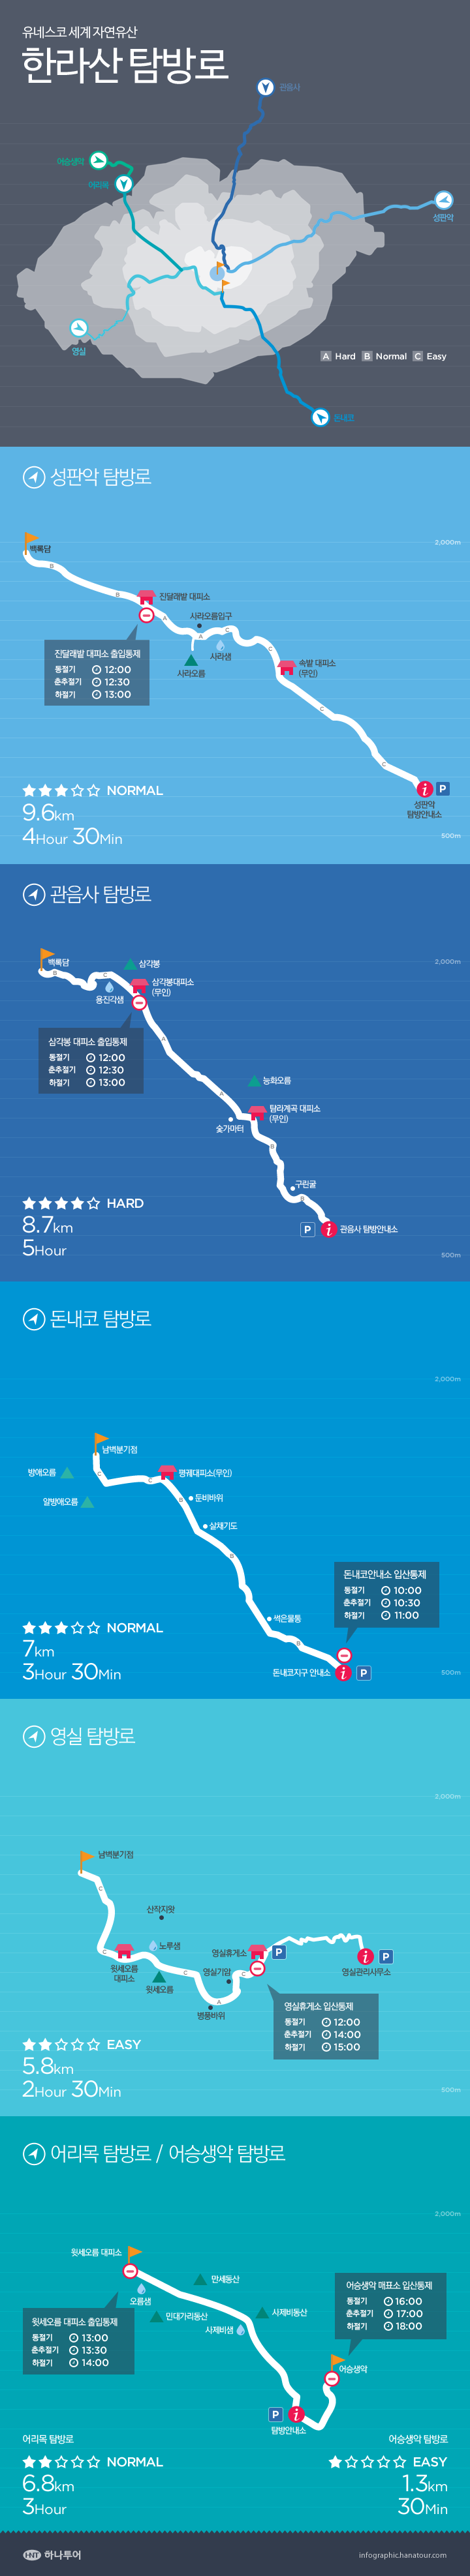 유네스코 세계 자연유산
한라산 탐방로
관음사
어승생악
어리목
성판악
영실
A Hard B Normal C Easy
돈내코
성판악 탐방로
2,000m
백록담
B
B
진달래밭 대피소
A
사라오름입구
A
C
사라샘
사라오름
C
속밭 대피소
(무인)
진달래밭 대피소 출입통제
동절기 12:00
춘추절기 12:30
하절기 13:00
C
C
NORMAL
9.6km
4Hour 30Min
i P
성판악
탐방안내소
500m
관음사 탐방로
2,000m
백록담
B
C
삼각봉
용진각샘
삼각봉대피소
(무인)
삼각봉 대피소 출입통제
동절기 12:00
춘추절기 12:30
하절기 13:00
A
A
능화오름
탐라계곡 대피소
(무인)
숯가마터
B
구린굴
B
HARD
8.7km
5Hour
P i 관음사 탐방안내소
500m
돈내코 탐방로
2,000m
남벽분기점
방애오름
C
C
평궤대피소(무인)
알방애오름
B
둔비바위
살채기도
B
썩은물통
B
돈내코안내소 입산통제
동절기 10:00
춘추절기 10:30
하절기 11:00
NORMAL
7km
3Hour 30Min
돈내코지구 안내소 i P
500m
영실 탐방로
2,000m
남벽분기점
C
산작지왓
C
노루샘
윗세오름
대피소
윗세오름
C
영실휴게소 P
영실기암
C
A
병풍바위
i P
영실관리사무소
영실휴게소 입산통제
동절기 12:00
춘추절기 14:00
하절기 15:00
EASY
5.8km
2Hour 30Min
500m
어리목 탐방로 / 어승생악 탐방로
2,000m
윗세오름 대피소
오름샘
만세동산
민대가리동산
사제비동산
사제비샘
윗세오름 대피소 출입통제
동절기 13:00
춘추절기 13:30
하절기 14:00
어승생악 매표소 입산통제
동절기 16:00
춘추절기 17:00
하절기 18:00
어승생악
P i
탐방안내소
어리목 탐방로
NORMAL
6.8km
3Hour
어승생악 탐방로
EASY
1.3km
30Min
HNT 하나투어
infographic.hanatour.com